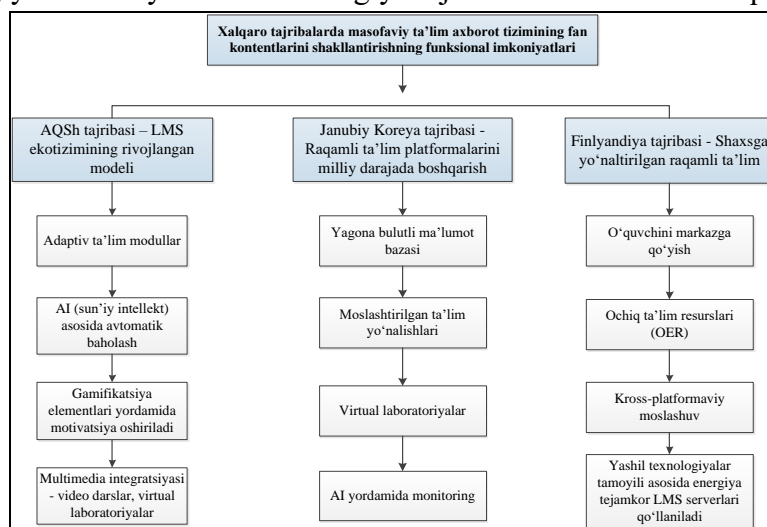 Xalqaro tajribalarda masofaviy ta’lim axborot tizimining fan
kontentlarini shakllantirishning funksional imkoniyatlari
AQSh tajribasi – LMS
ekotizimining rivojlangan
modeli
Adaptiv ta’lim modullar
AI (sun’iy intellekt)
asosida avtomatik
baholash
Gamifikatsiya
elementlari yordamida
motivatsiya oshiriladi
Multimedia integratsiyasi
- video darslar, virtual
laboratoriyalar
Janubiy Koreya tajribasi -
Raqamli ta’lim platformalarini
milliy darajada boshqarish
Yagona bulutli ma’lumot
bazasi
Moslashtirilgan ta’lim
yo‘nalishlari
Virtual laboratoriyalar
AI yordamida monitoring
Finlyandiya tajribasi - Shaxsga
yo‘naltirilgan raqamli ta’lim
O‘quvchini markazga
qo‘yish
Ochiq ta’lim resurslari
(OER)
Kross-platformaviy
moslashuv
Yashil texnologiyalar
tamoyili asosida energiya
tejamkor LMS serverlari
qo‘llaniladi